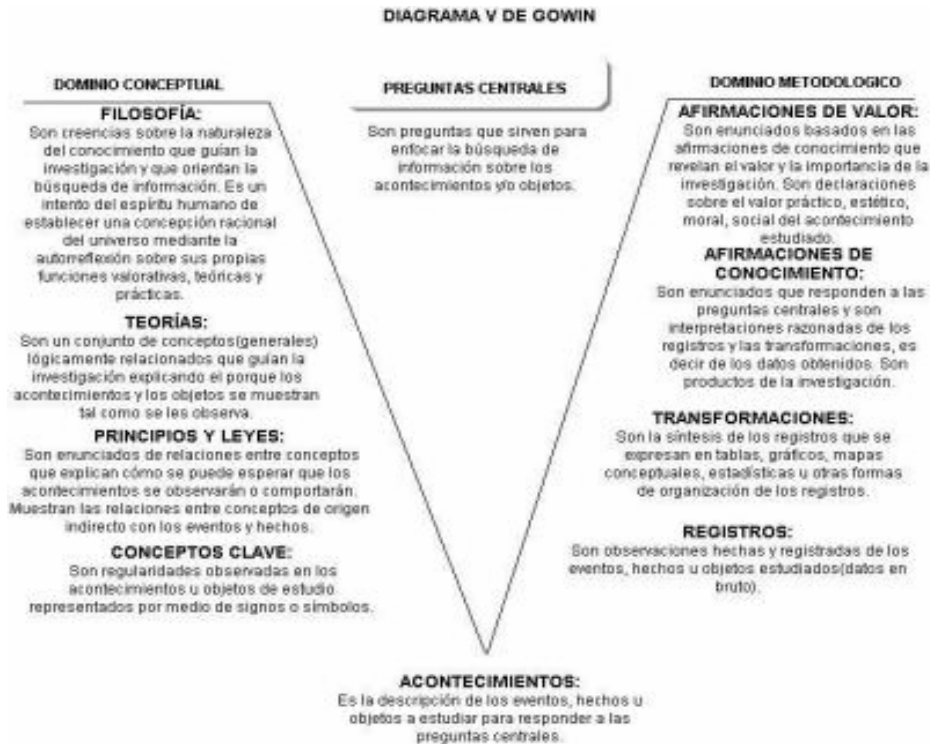 DIAGRAMA V DE GOWIN
DOMINIO CONCEPTUAL
FILOSOFÍA:
Son creencias sobre la naturaleza
del conocimiento que guían la
investigación y que orientan la
búsqueda de información. Es un
intento del espíritu humano de
establecer una concepción racional
del universo mediante la
autorreflexión sobre sus propias
funciones valorativas, teóricas y
prácticas.
TEORÍAS:
Son un conjunto de conceptos(generales)
lógicamente relacionados que guían la
investigación explicando el porque los
acontecimientos y los objetos se muestran
tal como se les observa.
PRINCIPIOS Y LEYES:
Son enunciados de relaciones entre conceptos
que explican cómo se puede esperar que los
acontecimientos se observarán o comportarán.
Muestran las relaciones entre conceptos de origen
indirecto con los eventos y hechos.
CONCEPTOS CLAVE:
Son regularidades observadas en los
acontecimientos u objetos de estudio
representados por medio de signos o símbolos.
PREGUNTAS CENTRALES
Son preguntas que sirven para
enfocar la búsqueda de
información sobre los
acontecimientos y/o objetos.
DOMINIO METODOLOGICO
AFIRMACIONES DE VALOR:
Son enunciados basados en las
afirmaciones de conocimiento que
revelan el valor y la importancia de la
investigación. Son declaraciones
sobre el valor práctico, estético,
moral, social del acontecimiento
estudiado.
AFIRMACIONES DE
CONOCIMIENTO:
Son enunciados que responden a las
preguntas centrales y son
interpretaciones razonadas de los
registros y las transformaciones, es
decir de los datos obtenidos. Son
productos de la investigación.
TRANSFORMACIONES:
Son la síntesis de los registros que se
expresan en tablas, gráficos, mapas
conceptuales, estadísticas u otras formas
de organización de los registros.
REGISTROS:
Son observaciones hechas y registradas de los
eventos, hechos u objetos estudiados(datos en
bruto).
ACONTECIMIENTOS:
Es la descripción de los eventos, hechos u
objetos a estudiar para responder a las
preguntas centrales.